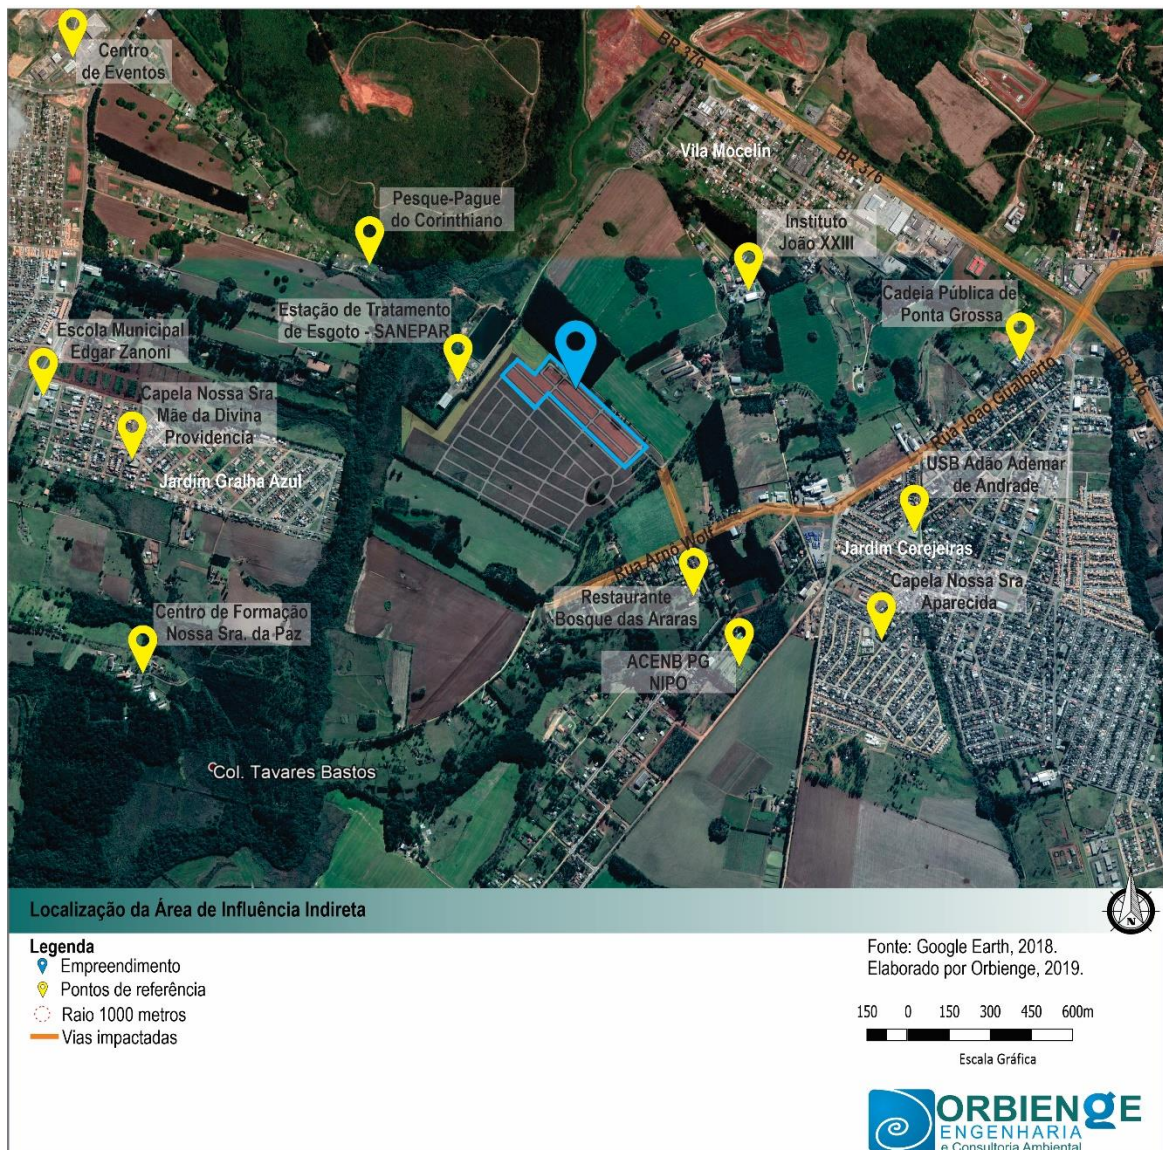 Centro
de Eventos
BR 376
Vila Mocelin
BR 376
Pesque-Pague
do Corinthiano
Instituto
João XXIII
Estação de Tratamento
de Esgoto - SANEPAR
Cadeia Pública de
Ponta Grossa
Escola Municipal
Edgar Zanoni
BR 376
Capela Nossa Sra.
Mãe da Divina
Providencia
Rua João Gualberto
Jardim Gralha Azul
USB Adão Ademar
de Andrade
Rua Arno Wolf
Jardim Cerejeiras
Restaurante
Bosque das Araras
Capela Nossa Sra.
Aparecida
Centro de Formação
Nossa Sra. da Paz
ACENB PG
NIPO
Col. Tavares Bastos
Localização da Área de Influência Indireta
N
Legenda
Empreendimento
Pontos de referência
Raio 1000 metros
Vias impactadas
Fonte: Google Earth, 2018.
Elaborado por Orbienge, 2019.
150 0 150 300 450 600m
Escala Gráfica
ORBIENGE
ENGENHARIA
e Consultoria Ambiental